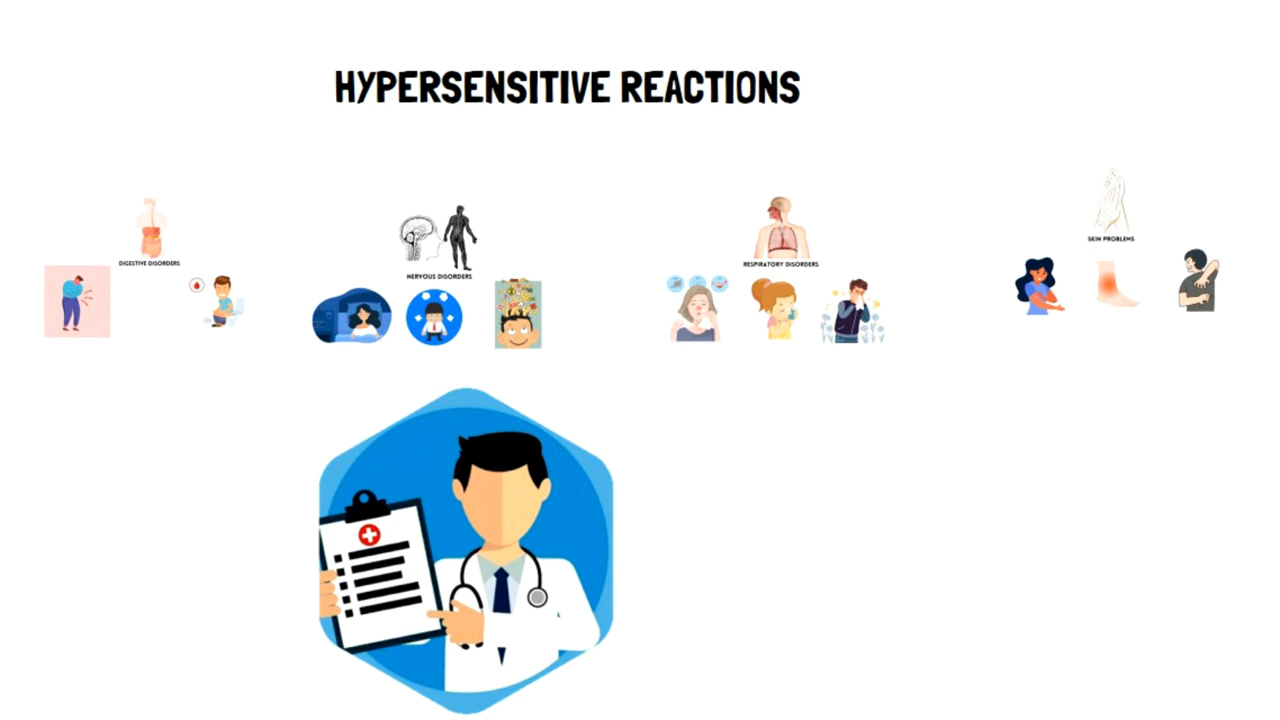 HYPERSENSITIVE REACTIONS
DIGESTIVE DISORDERS
NERVOUS DISORDERS
RESPIRATORY DISORDERS
SKIN PROBLEMS